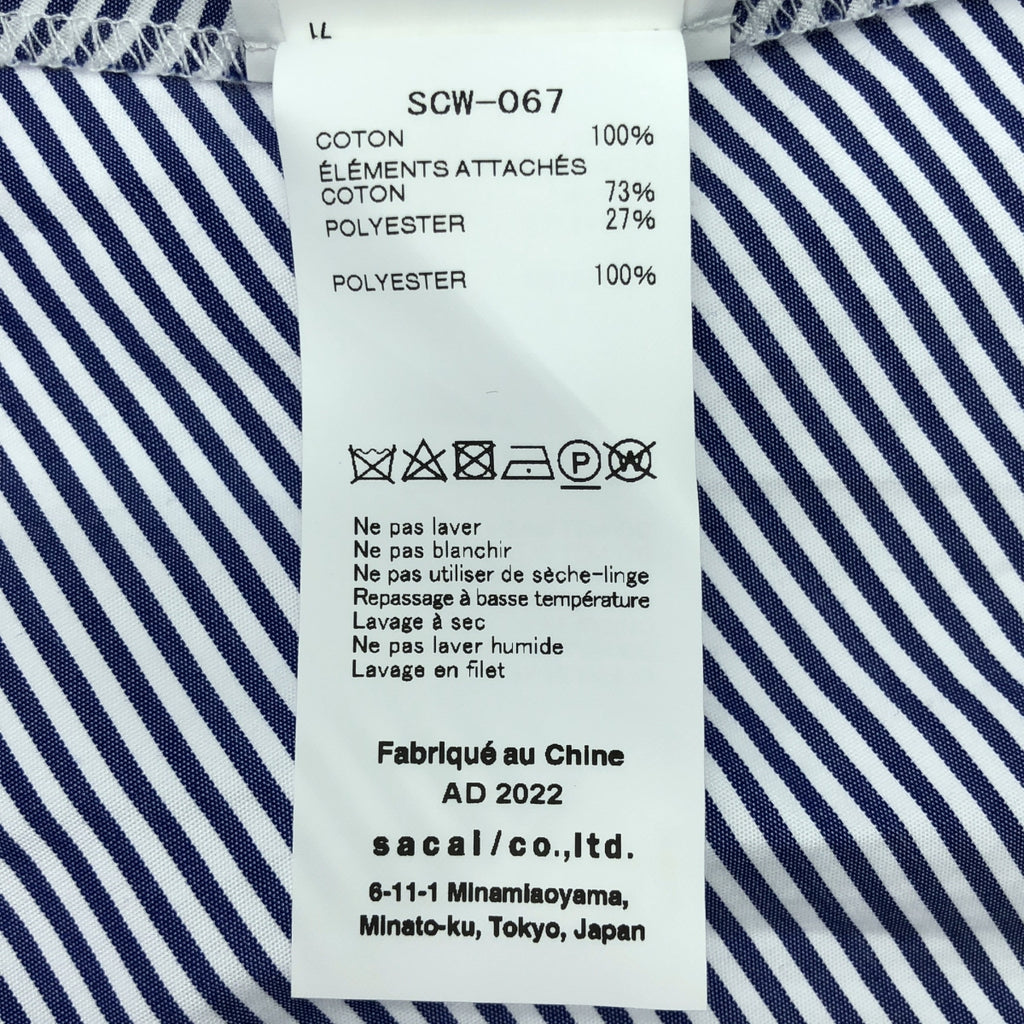 SCW-067
COTON 100%
ÉLÉMENTS ATTACHÉS
COTON 73%
POLYESTER 27%
POLYESTER 100%
P W
Ne pas laver
Ne pas blanchir
Ne pas utiliser de sèche-linge
Repassage à basse température
Lavage à sec
Ne pas laver humide
Lavage en filet
Fabriqué au Chine
AD 2022
sacai/co.,ltd.
6-11-1 Minamiaoyama,
Minato-ku, Tokyo, Japan